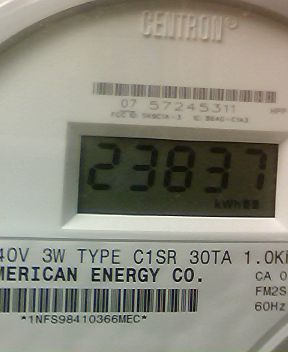 CENTRON®
07 57245311
23837
kWh
40V 3W TYPE C1SR 30TA 1.0K
MERICAN ENERGY CO.
CA 0
FM2S
60Hz
*1NFS98410366MEC*